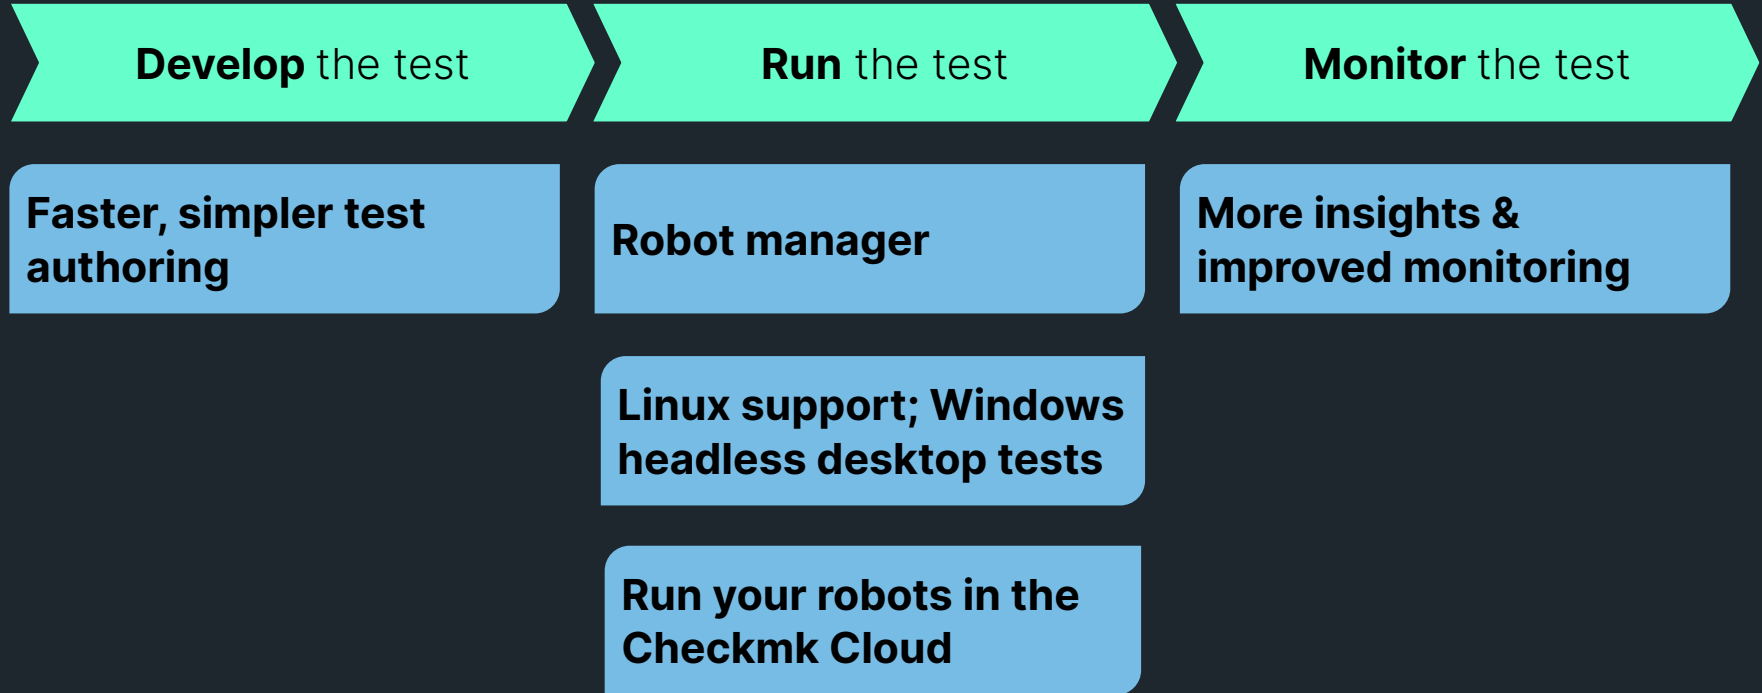 Develop the test
Run the test
Monitor the test
Faster, simpler test
authoring
Robot manager
More insights &
improved monitoring
Linux support; Windows
headless desktop tests
Run your robots in the
Checkmk Cloud